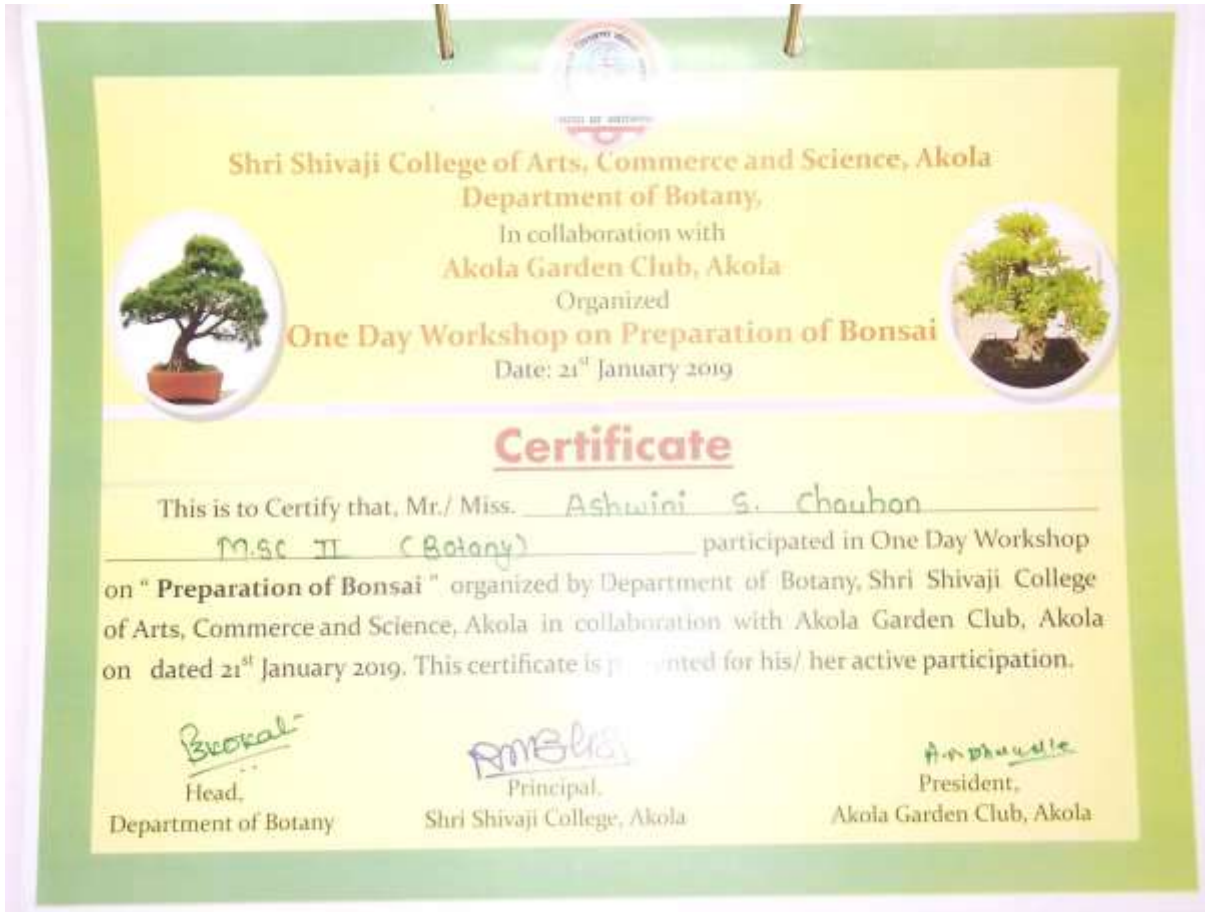 Shri Shivaji College of Arts, Commerce and Science, Akola
Department of Botany,
In collaboration with
Akola Garden Club, Akola
Organized
One Day Workshop on Preparation of Bonsai
Date: 21st January 2019
Certificate
This is to Certify that, Mr./ Miss. Ashwini S. Chauhan
M.SC II (Botany) participated in One Day Workshop
on " Preparation of Bonsai " organized by Department of Botany, Shri Shivaji College
of Arts, Commerce and Science, Akola in collaboration with Akola Garden Club, Akola
on dated 21st January 2019. This certificate is for his/ her active participation.
Head,
Department of Botany
Principal,
Shri Shivaji College, Akola
President,
Akola Garden Club, Akola